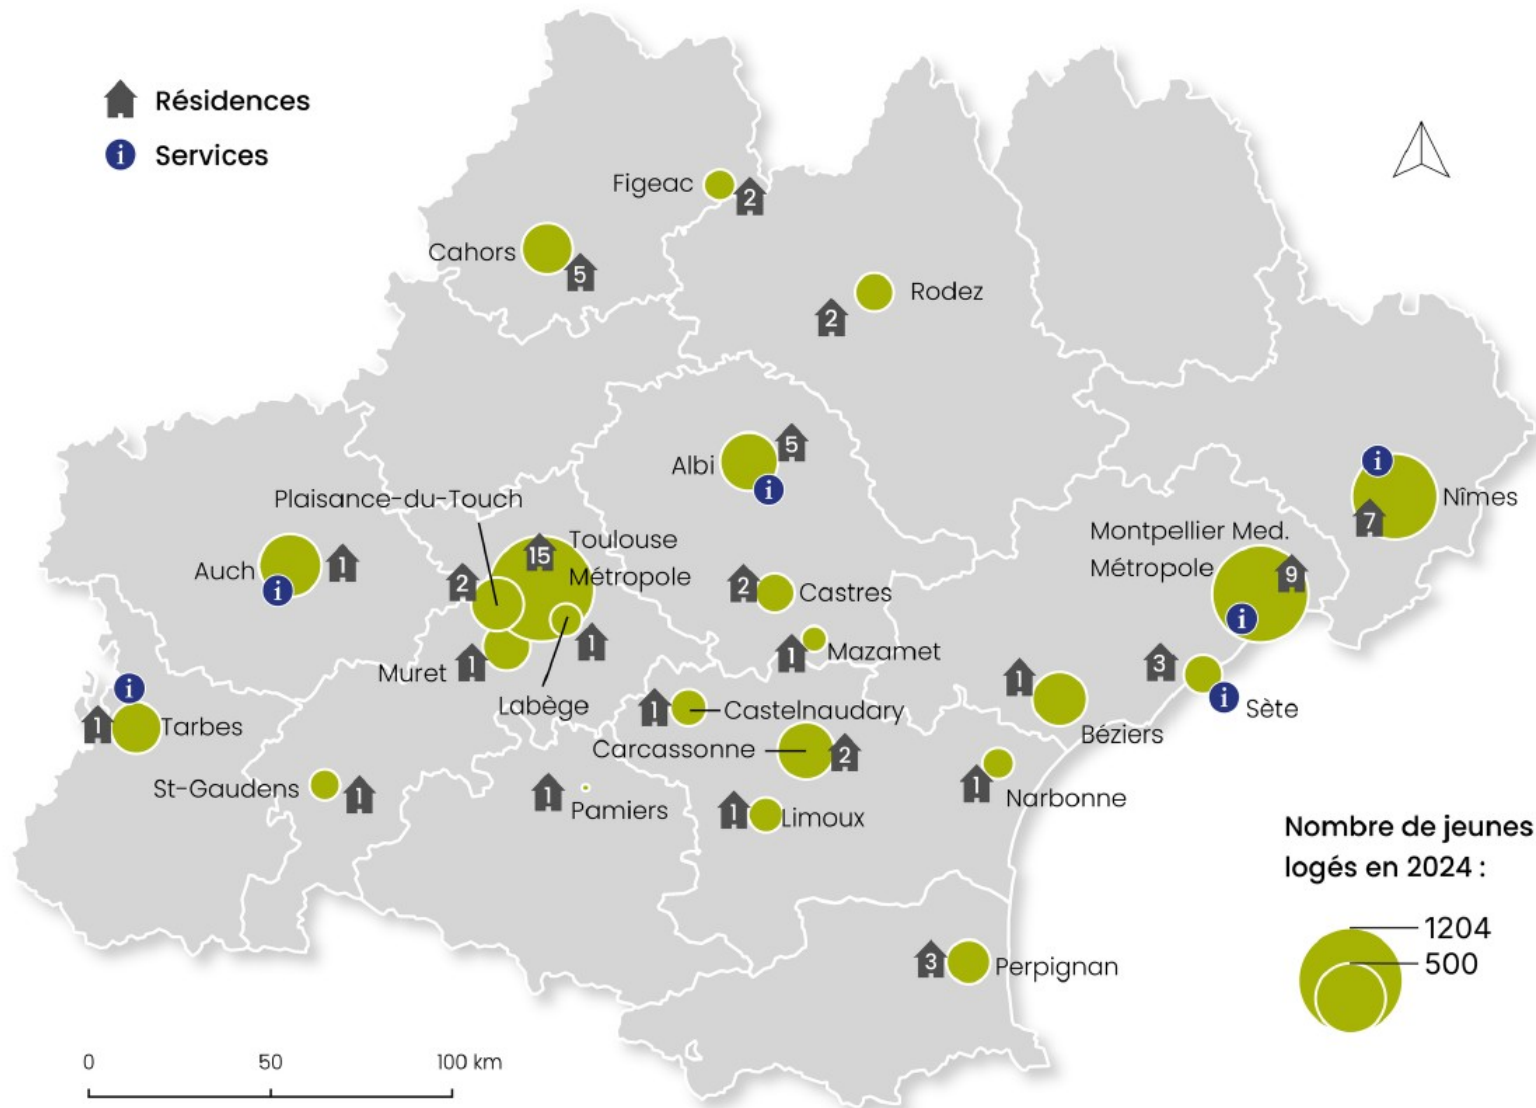 Résidences
i Services
Figeac
2
Cahors
5
Rodez
2
Albi
5
i
Plaisance-du-Touch
Auch
1
i
Toulouse
Métropole
15
2
Muret
1
Labège
1
Castres
2
Mazamet
1
Montpellier Med.
Métropole
9
i
Nîmes
7
i
Sète
3
i
Béziers
1
Tarbes
1
i
St-Gaudens
1
Pamiers
1
Castelnaudary
1
Carcassonne
2
Limoux
1
Narbonne
1
Perpignan
3
Nombre de jeunes
logés en 2024 :
1204
500
0 50 100 km